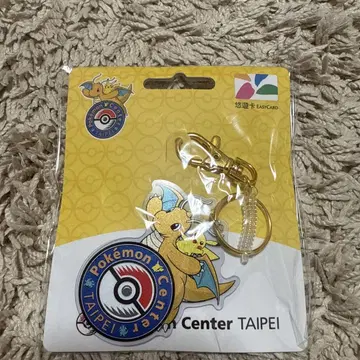 悠遊卡 EASYCARD
Pokémon Center
TAIPEI
Center TAIPEI